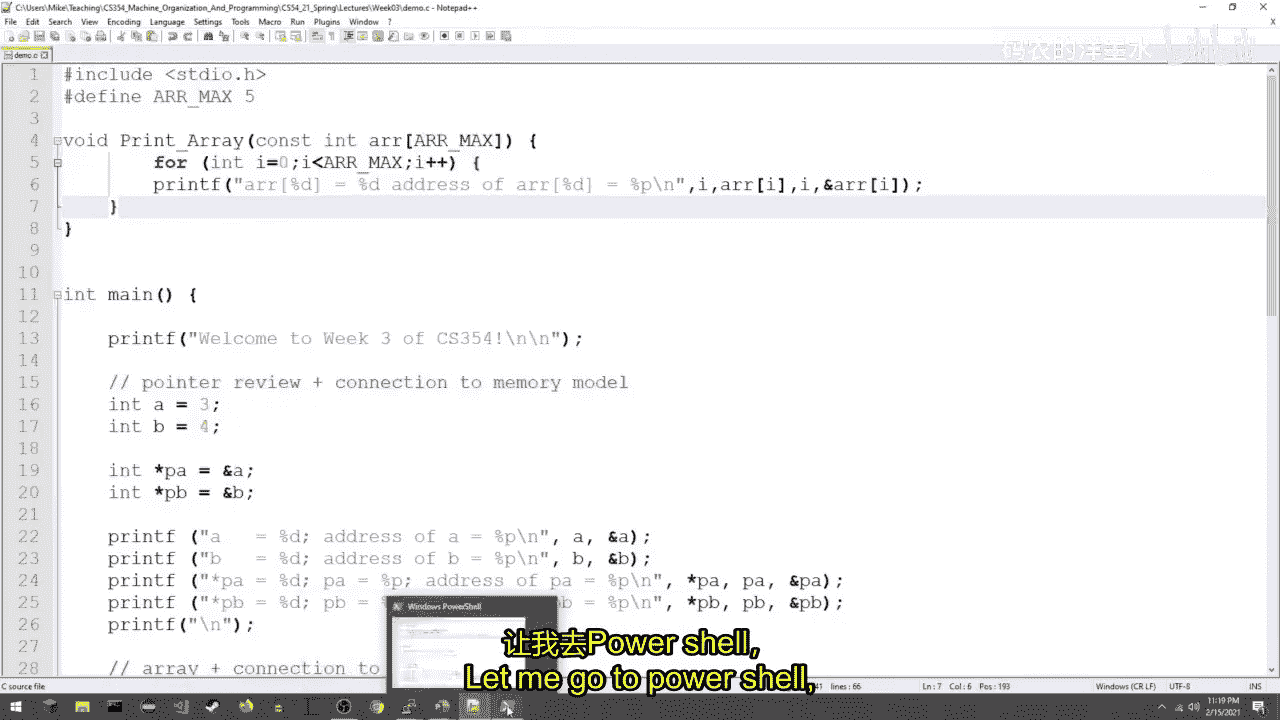 C:\Users\Mike\Teaching\CS354_Machine_Organization_And_Programming\CS354_21_Spring\Lectures\Week03\demo.c - Notepad++
File Edit Search View Encoding Language Settings Tools Macro Run Plugins Window ?
demo.c
1 #include <stdio.h>
2 #define ARR_MAX 5
3
4 void Print_Array(const int arr[ARR_MAX]) {
5 for (int i=0;i<ARR_MAX;i++) {
6 printf("arr[%d] = %d address of arr[%d] = %p\n",i,arr[i],i,&arr[i]);
7 }
8 }
9
10
11 int main() {
12
13 printf("Welcome to Week 3 of CS354!\n\n");
14
15 // pointer review + connection to memory model
16 int a = 3;
17 int b = 4;
18
19 int *pa = &a;
20 int *pb = &b;
21
22 printf ("a = %d; address of a = %p\n", a, &a);
23 printf ("b = %d; address of b = %p\n", b, &b);
24 printf ("*pa = %d; pa = %p; address of pa = %p\n", *pa, pa, &pa);
25 printf ("*pb = %d; pb = b = %p\n", *pb, pb, &pb);
26 printf("\n");
27
28 // array + connection to
Windows PowerShell
让我去Power shell,
Let me go to power shell,
C source file
41 lines : 66
Ln : 7 Col : 6 Pos : 193
Windows (CR LF)
UTF-8
INS
11:19 PM
2/15/2021